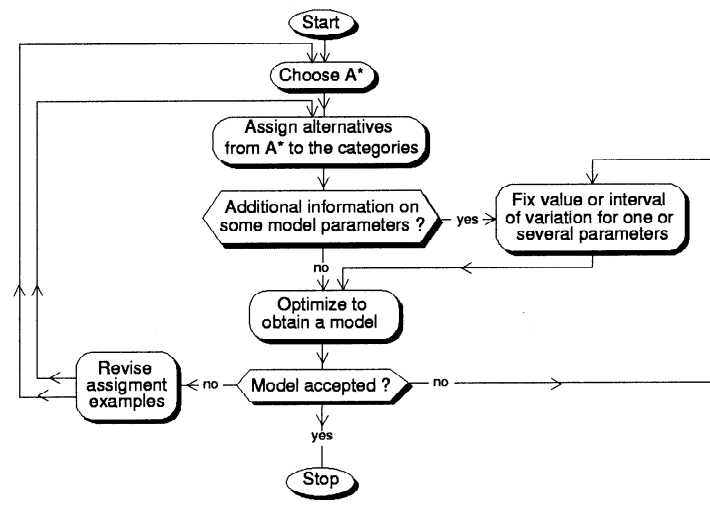 Start
Choose A*
Assign alternatives
from A* to the categories
Additional information on
some model parameters ?
yes
Fix value or interval
of variation for one or
several parameters
no
Optimize to
obtain a model
Revise
assigment
examples
no
Model accepted ?
no
yes
Stop